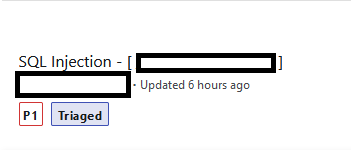 SQL Injection - [ ]
· Updated 6 hours ago
P1 Triaged